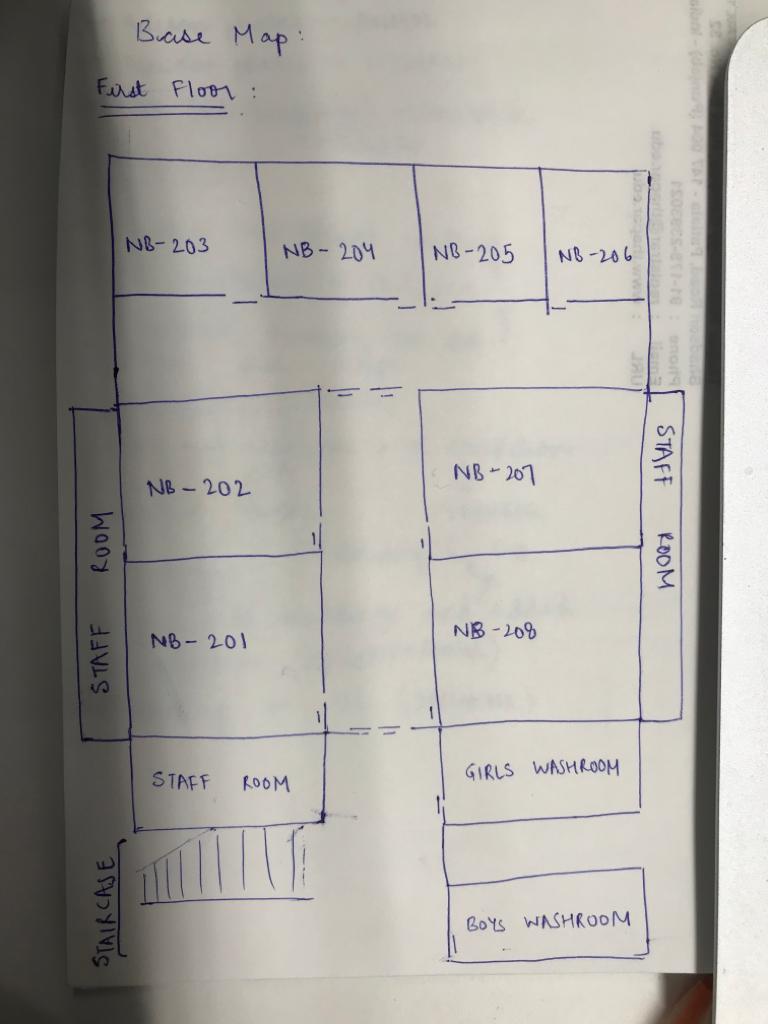 Base Map:
First Floor:
NB-203
NB-204
NB-205
NB-206
NB-202
NB-207
STAFF ROOM
STAFF ROOM
NB-201
NB-208
STAFF ROOM
GIRLS WASHROOM
STAIRCASE
BOYS WASHROOM